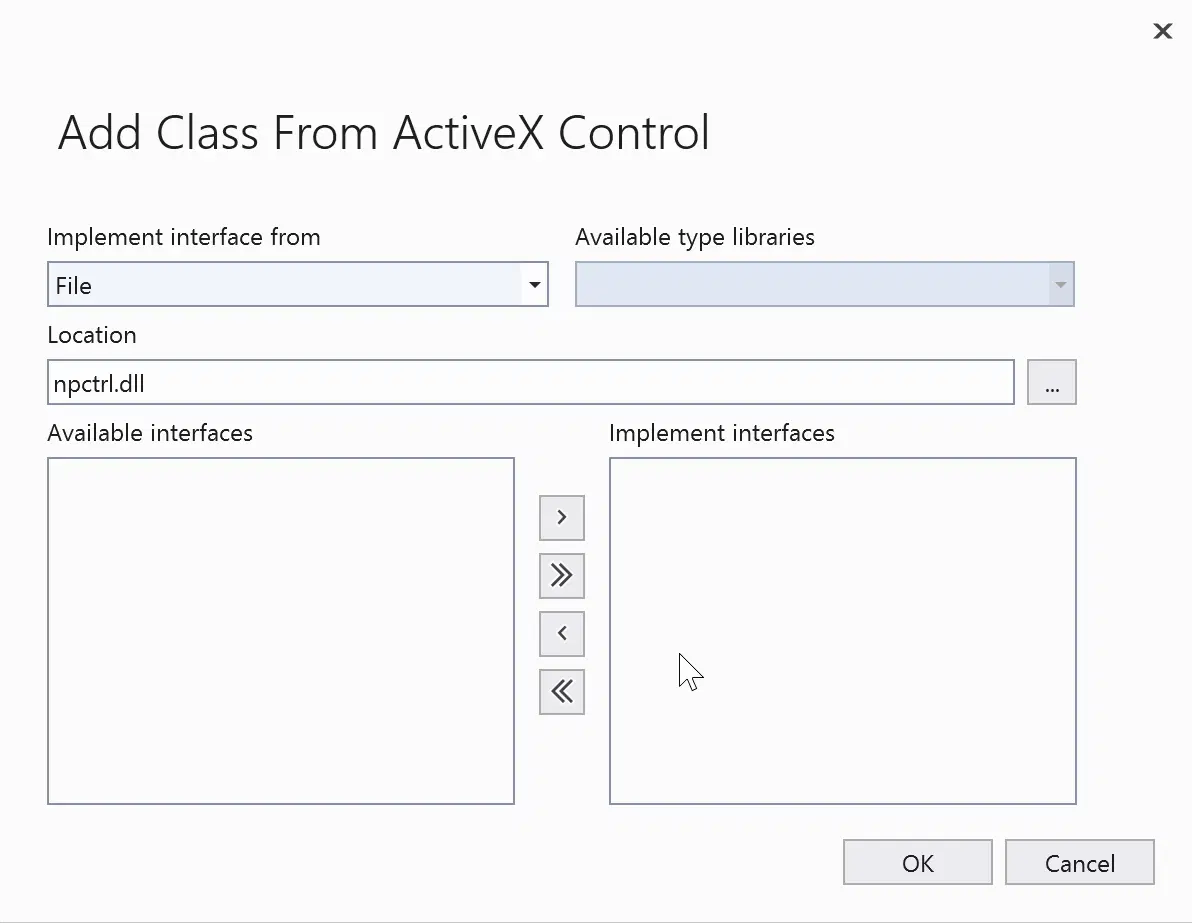 Add Class From ActiveX Control
Implement interface from
Available type libraries
File
Location
npctrl.dll
...
Available interfaces
Implement interfaces
OK
Cancel